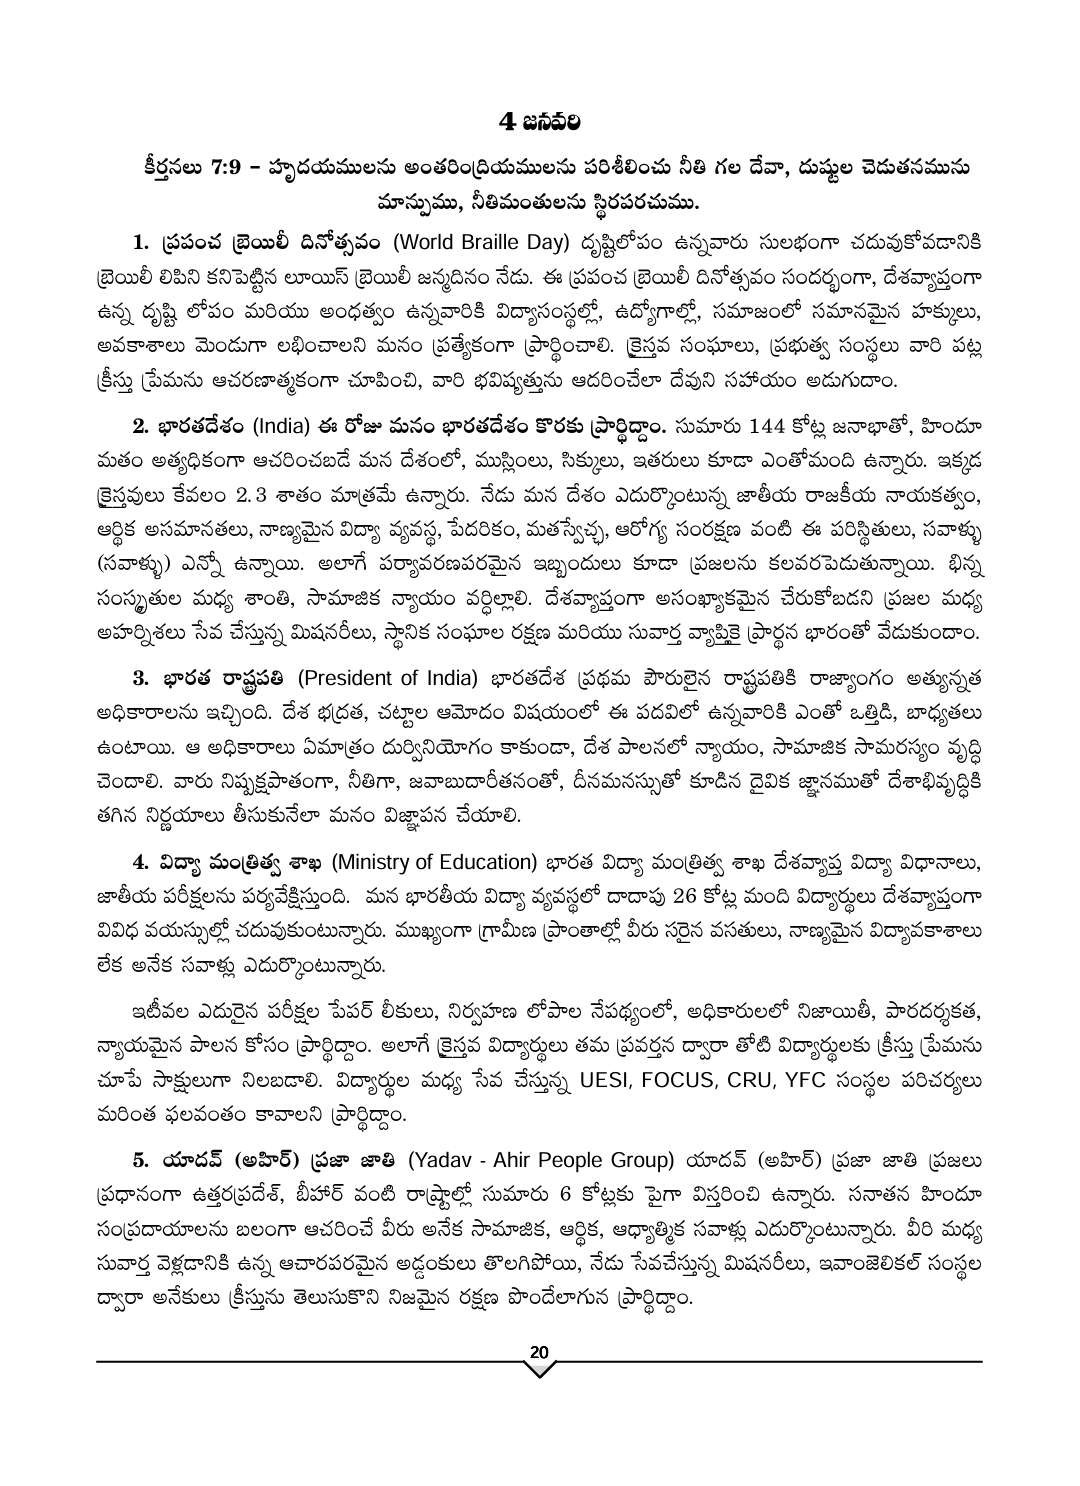 4 జనవరి
కీర్తనలు 7:9 – హృదయములను అంతరింద్రియములను పరిశీలించు నీతి గల దేవా, దుష్టుల చెడుతనమును
మాన్పుము, నీతిమంతులను స్థిరపరచుము.
1. ప్రపంచ బ్రెయిలీ దినోత్సవం (World Braille Day) దృష్టిలోపం ఉన్నవారు సులభంగా చదువుకోవడానికి
బ్రెయిలీ లిపిని కనిపెట్టిన లూయిస్ బ్రెయిలీ జన్మదినం నేడు. ఈ ప్రపంచ బ్రెయిలీ దినోత్సవం సందర్భంగా, దేశవ్యాప్తంగా
ఉన్న దృష్టి లోపం మరియు అంధత్వం ఉన్నవారికి విద్యాసంస్థల్లో, ఉద్యోగాల్లో, సమాజంలో సమానమైన హక్కులు,
అవకాశాలు మెండుగా లభించాలని మనం ప్రత్యేకంగా ప్రార్థించాలి. క్రైస్తవ సంఘాలు, ప్రభుత్వ సంస్థలు వారి పట్ల
క్రీస్తు ప్రేమను ఆచరణాత్మకంగా చూపించి, వారి భవిష్యత్తును ఆదరించేలా దేవుని సహాయం అడుగుదాం.
2. భారతదేశం (India) ఈ రోజు మనం భారతదేశం కొరకు ప్రార్థిద్దాం. సుమారు 144 కోట్ల జనాభాతో, హిందూ
మతం అత్యధికంగా ఆచరించబడే మన దేశంలో, ముస్లింలు, సిక్కులు, ఇతరులు కూడా ఎంతోమంది ఉన్నారు. ఇక్కడ
క్రైస్తవులు కేవలం 2.3 శాతం మాత్రమే ఉన్నారు. నేడు మన దేశం ఎదుర్కొంటున్న జాతీయ రాజకీయ నాయకత్వం,
ఆర్థిక అసమానతలు, నాణ్యమైన విద్యా వ్యవస్థ, పేదరికం, మతస్వేచ్ఛ, ఆరోగ్య సంరక్షణ వంటి ఈ పరిస్థితులు, సవాళ్ళు
(సవాళ్ళు) ఎన్నో ఉన్నాయి. అలాగే పర్యావరణపరమైన ఇబ్బందులు కూడా ప్రజలను కలవరపెడుతున్నాయి. భిన్న
సంస్కృతుల మధ్య శాంతి, సామాజిక న్యాయం వర్ధిల్లాలి. దేశవ్యాప్తంగా అసంఖ్యాకమైన చేరుకోబడని ప్రజల మధ్య
అహర్నిశలు సేవ చేస్తున్న మిషనరీలు, స్థానిక సంఘాల రక్షణ మరియు సువార్త వ్యాప్తికై ప్రార్థన భారంతో వేడుకుందాం.
3. భారత రాష్ట్రపతి (President of India) భారతదేశ ప్రథమ పౌరులైన రాష్ట్రపతికి రాజ్యాంగం అత్యున్నత
అధికారాలను ఇచ్చింది. దేశ భద్రత, చట్టాల ఆమోదం విషయంలో ఈ పదవిలో ఉన్నవారికి ఎంతో ఒత్తిడి, బాధ్యతలు
ఉంటాయి. ఆ అధికారాలు ఏమాత్రం దుర్వినియోగం కాకుండా, దేశ పాలనలో న్యాయం, సామాజిక సామరస్యం వృద్ధి
చెందాలి. వారు నిష్పక్షపాతంగా, నీతిగా, జవాబుదారీతనంతో, దీనమనస్సుతో కూడిన దైవిక జ్ఞానముతో దేశాభివృద్ధికి
తగిన నిర్ణయాలు తీసుకునేలా మనం విజ్ఞాపన చేయాలి.
4. విద్యా మంత్రిత్వ శాఖ (Ministry of Education) భారత విద్యా మంత్రిత్వ శాఖ దేశవ్యాప్త విద్యా విధానాలు,
జాతీయ పరీక్షలను పర్యవేక్షిస్తుంది. మన భారతీయ విద్యా వ్యవస్థలో దాదాపు 26 కోట్ల మంది విద్యార్థులు దేశవ్యాప్తంగా
వివిధ వయస్సుల్లో చదువుకుంటున్నారు. ముఖ్యంగా గ్రామీణ ప్రాంతాల్లో వీరు సరైన వసతులు, నాణ్యమైన విద్యావకాశాలు
లేక అనేక సవాళ్లు ఎదుర్కొంటున్నారు.
ఇటీవల ఎదురైన పరీక్షల పేపర్ లీకులు, నిర్వహణ లోపాల నేపథ్యంలో, అధికారులలో నిజాయితీ, పారదర్శకత,
న్యాయమైన పాలన కోసం ప్రార్థిద్దాం. అలాగే క్రైస్తవ విద్యార్థులు తమ ప్రవర్తన ద్వారా తోటి విద్యార్థులకు క్రీస్తు ప్రేమను
చూపే సాక్షులుగా నిలబడాలి. విద్యార్థుల మధ్య సేవ చేస్తున్న UESI, FOCUS, CRU, YFC సంస్థల పరిచర్యలు
మరింత ఫలవంతం కావాలని ప్రార్థిద్దాం.
5. యాదవ్ (అహిర్) ప్రజా జాతి (Yadav - Ahir People Group) యాదవ్ (అహిర్) ప్రజా జాతి ప్రజలు
ప్రధానంగా ఉత్తరప్రదేశ్, బీహార్ వంటి రాష్ట్రాల్లో సుమారు 6 కోట్లకు పైగా విస్తరించి ఉన్నారు. సనాతన హిందూ
సంప్రదాయాలను బలంగా ఆచరించే వీరు అనేక సామాజిక, ఆర్థిక, ఆధ్యాత్మిక సవాళ్లు ఎదుర్కొంటున్నారు. వీరి మధ్య
సువార్త వెళ్లడానికి ఉన్న ఆచారపరమైన అడ్డంకులు తొలగిపోయి, నేడు సేవచేస్తున్న మిషనరీలు, ఇవాంజెలికల్ సంస్థల
ద్వారా అనేకులు క్రీస్తును తెలుసుకొని నిజమైన రక్షణ పొందేలాగున ప్రార్థిద్దాం.
20